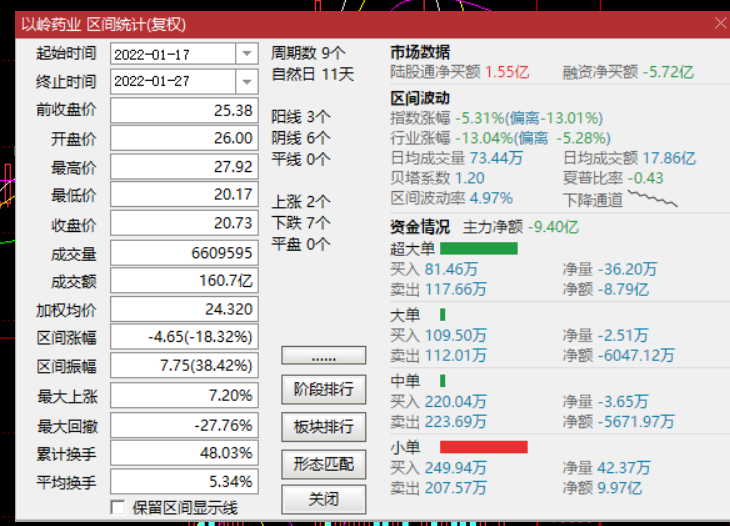 以岭药业 区间统计(复权)
起始时间 2022-01-17
终止时间 2022-01-27
前收盘价 25.38
开盘价 26.00
最高价 27.92
最低价 20.17
收盘价 20.73
成交量 6609595
成交额 160.7亿
加权均价 24.320
区间涨幅 -4.65(-18.32%)
区间振幅 7.75(38.42%)
最大上涨 7.20%
最大回撤 -27.76%
累计换手 48.03%
平均换手 5.34%
保留区间显示线
周期数 9个
自然日 11天
阳线 3个
阴线 6个
平线 0个
上涨 2个
下跌 7个
平盘 0个
......
阶段排行
板块排行
形态匹配
关闭
市场数据
陆股通净买额 1.55亿 融资净买额 -5.72亿
区间波动
指数涨幅 -5.31%(偏离-13.01%)
行业涨幅 -13.04%(偏离 -5.28%)
日均成交量 73.44万 日均成交额 17.86亿
贝塔系数 1.20 夏普比率 -0.43
区间波动率 4.97% 下降通道
资金情况 主力净额 -9.40亿
超大单
买入 81.46万 净量 -36.20万
卖出 117.66万 净额 -8.79亿
大单
买入 109.50万 净量 -2.51万
卖出 112.01万 净额 -6047.12万
中单
买入 220.04万 净量 -3.65万
卖出 223.69万 净额 -5671.97万
小单
买入 249.94万 净量 42.37万
卖出 207.57万 净额 9.97亿